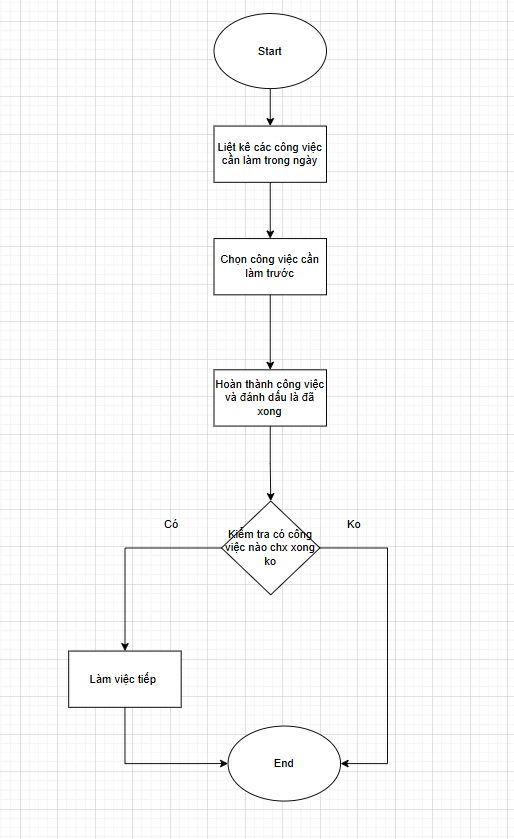 Start
Liệt kê các công việc
cần làm trong ngày
Chọn công việc cần
làm trước
Hoàn thành công việc
và đánh dấu là đã
xong
Có
Ko
Kiểm tra có công
việc nào chx xong
ko
Làm việc tiếp
End